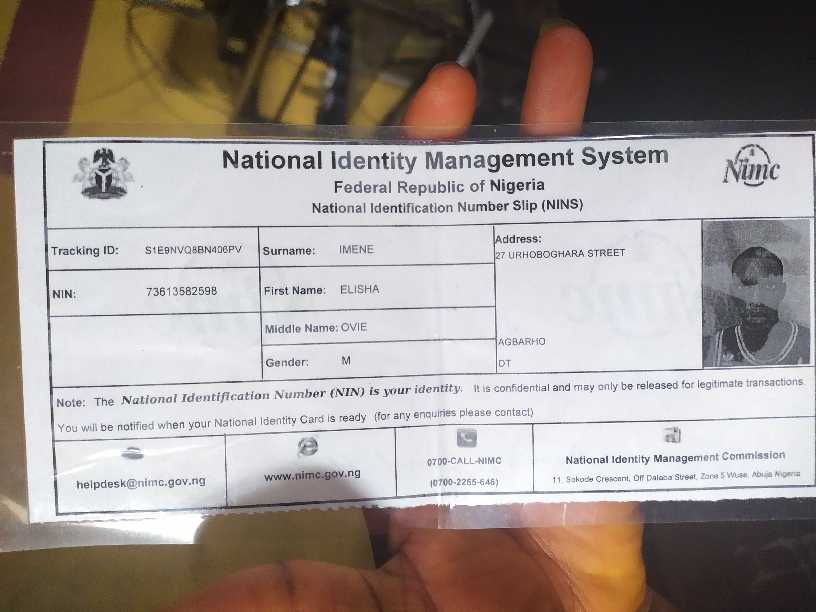 National Identity Management System
Federal Republic of Nigeria
National Identification Number Slip (NINS)
Nimc
Tracking ID: S1E9NVQ8BN406PV
Surname: IMENE
Address:
27 URHOBOGHARA STREET
NIN: 73613582598
First Name: ELISHA
Middle Name: OVIE
AGBARHO
Gender: M
DT
Note: The National Identification Number (NIN) is your identity. It is confidential and may only be released for legitimate transactions.
You will be notified when your National Identity Card is ready (for any enquiries please contact)
helpdesk@nimc.gov.ng
www.nimc.gov.ng
0700-CALL-NIMC
(0700-2255-646)
National Identity Management Commission
11, Sokode Crescent, Off Dalaba Street, Zone 5 Wuse, Abuja Nigeria